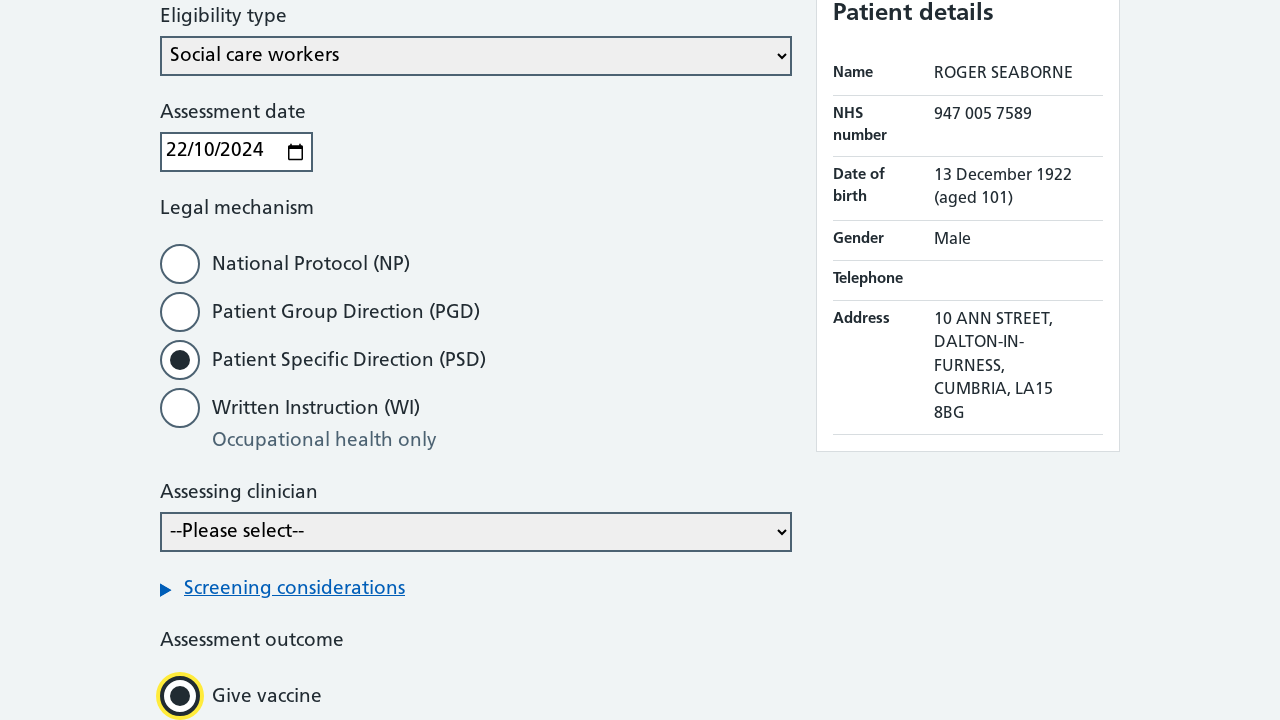 Eligibility type
Social care workers
Assessment date
22/10/2024
Legal mechanism
National Protocol (NP)
Patient Group Direction (PGD)
Patient Specific Direction (PSD)
Written Instruction (WI)
Occupational health only
Assessing clinician
--Please select--
Screening considerations
Assessment outcome
Give vaccine
Patient details
Name ROGER SEABORNE
NHS number 947 005 7589
Date of birth 13 December 1922
(aged 101)
Gender Male
Telephone
Address 10 ANN STREET,
DALTON-IN-
FURNESS,
CUMBRIA, LA15
8BG